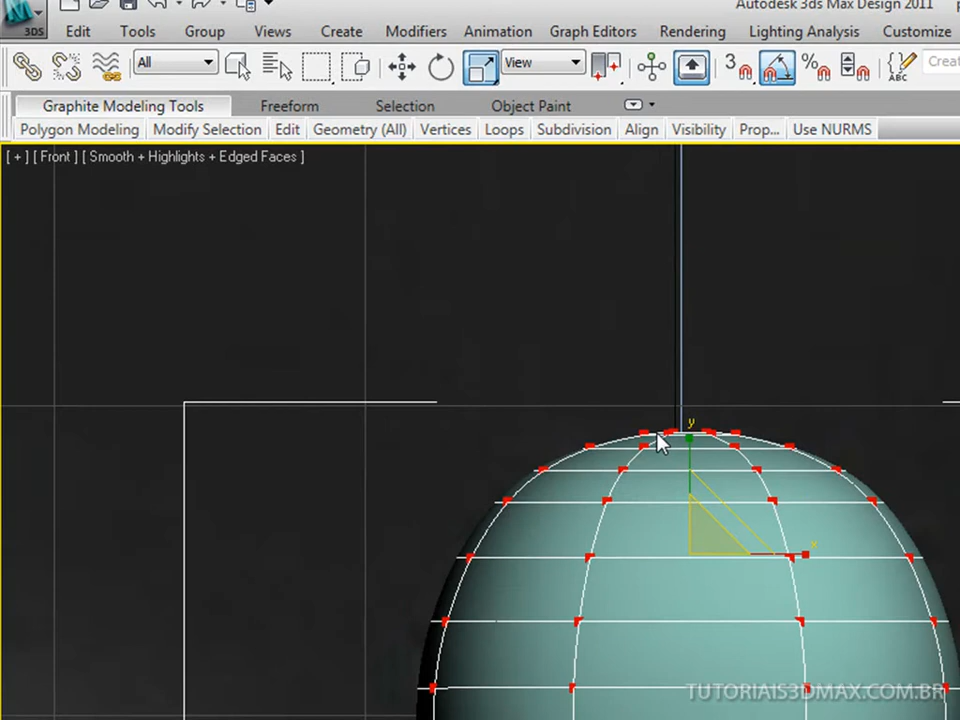 Autodesk 3ds Max Design 2011
3DS Edit Tools Group Views Create Modifiers Animation Graph Editors Rendering Lighting Analysis Customize
All View 3 % ABC Create
Graphite Modeling Tools Freeform Selection Object Paint
Polygon Modeling Modify Selection Edit Geometry (All) Vertices Loops Subdivision Align Visibility Prop... Use NURMS
[ + ] [ Front ] [ Smooth + Highlights + Edged Faces ]
y
x
TUTORIAIS3DMAX.COM.BR